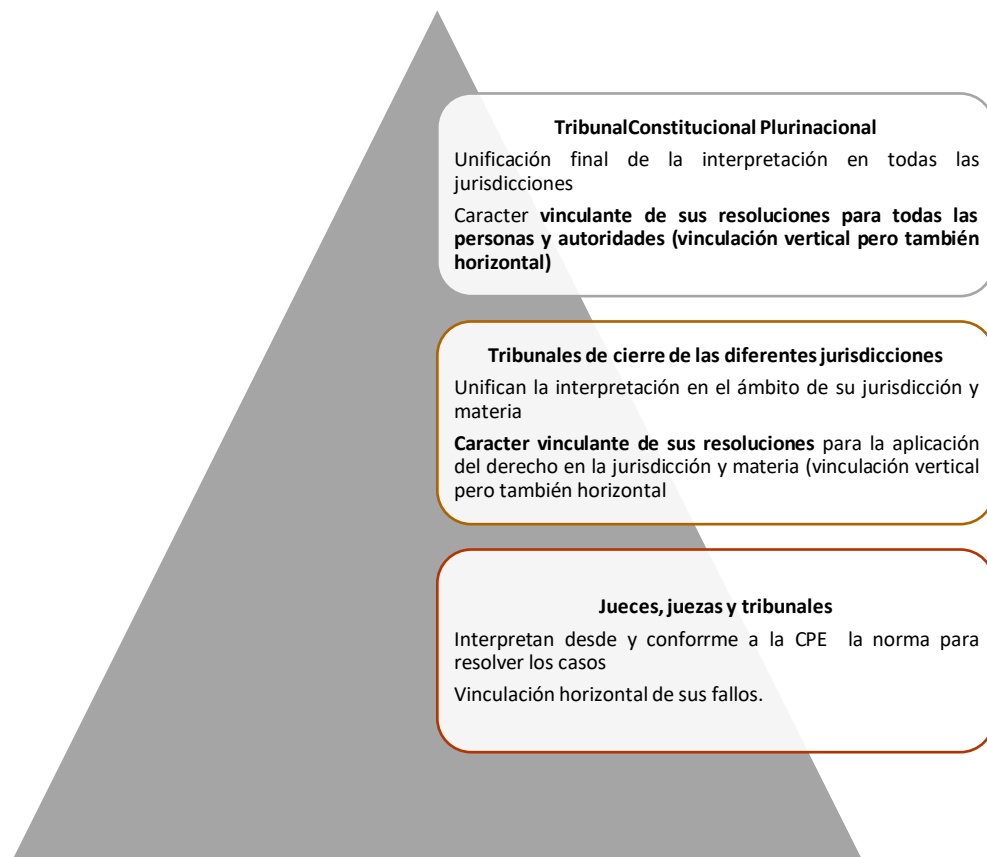 TribunalConstitucional Plurinacional
Unificación final de la interpretación en todas las
jurisdicciones
Caracter vinculante de sus resoluciones para todas las
personas y autoridades (vinculación vertical pero también
horizontal)
Tribunales de cierre de las diferentes jurisdicciones
Unifican la interpretación en el ámbito de su jurisdicción y
materia
Caracter vinculante de sus resoluciones para la aplicación
del derecho en la jurisdicción y materia (vinculación vertical
pero también horizontal
Jueces, juezas y tribunales
Interpretan desde y conforrme a la CPE la norma para
resolver los casos
Vinculación horizontal de sus fallos.